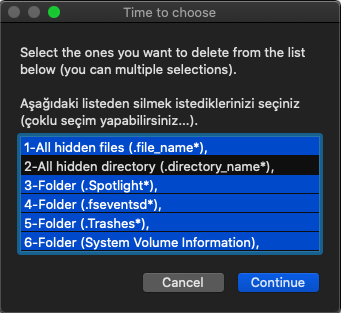 Time to choose
Select the ones you want to delete from the list
below (you can multiple selections).
Aşağıdaki listeden silmek istediklerinizi seçiniz
(çoklu seçim yapabilirsiniz...).
1-All hidden files (.file_name*),
2-All hidden directory (.directory_name*),
3-Folder (.Spotlight*),
4-Folder (.fseventsd*),
5-Folder (.Trashes*),
6-Folder (System Volume Information),
Cancel
Continue